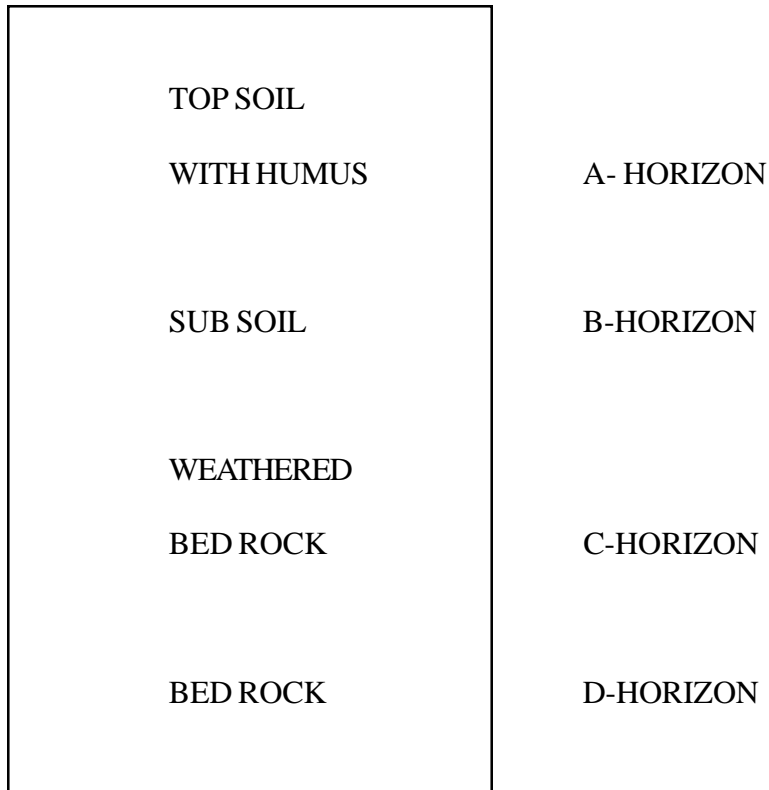 TOP SOIL
WITH HUMUS A- HORIZON
SUB SOIL B-HORIZON
WEATHERED
BED ROCK C-HORIZON
BED ROCK D-HORIZON